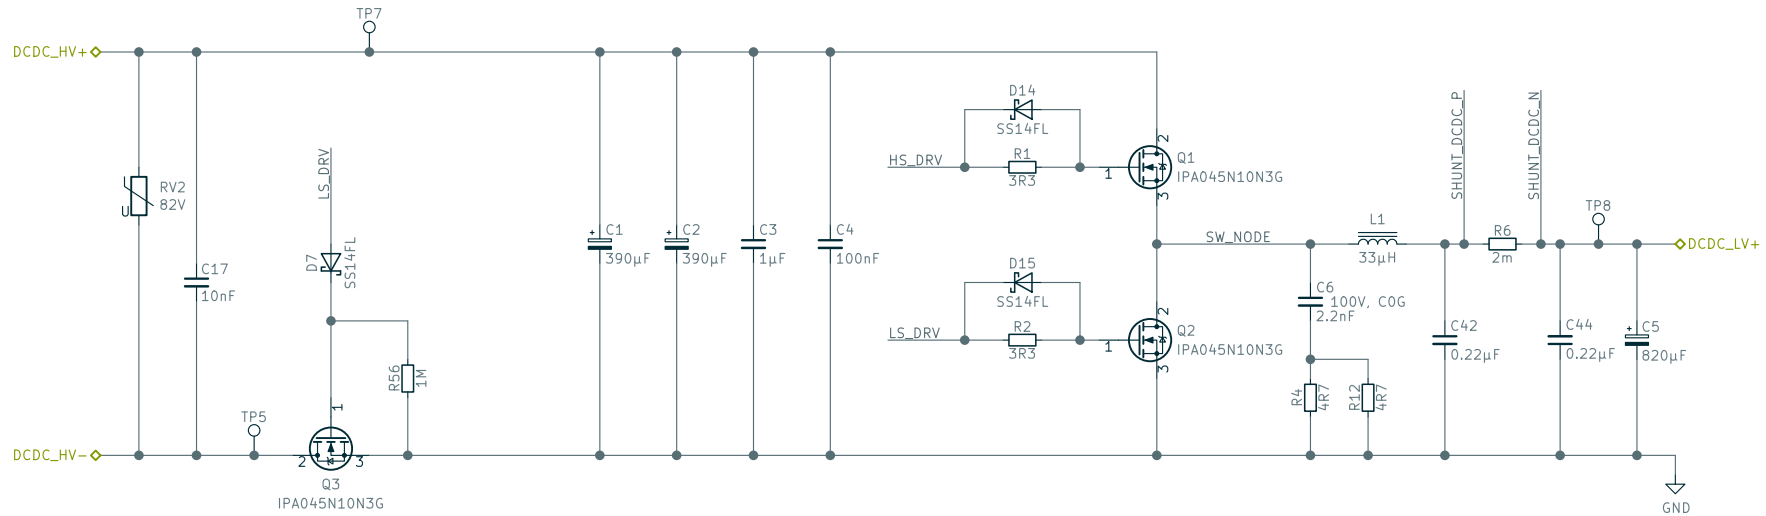 TP7
DCDC_HV+
D14
SS14FL
SHUNT_DCDC_P
SHUNT_DCDC_N
2
HS_DRV
R1
3R3
1
Q1
IPA045N10N3G
3
LS_DRV
RV2
82V
U
TP8
L1
33µH
SW_NODE
R6
2m
DCDC_LV+
+
C1
390µF
+
C2
390µF
C3
1µF
C4
100nF
D7
SS14FL
C17
10nF
D15
SS14FL
2
LS_DRV
R2
3R3
1
Q2
IPA045N10N3G
3
C6
100V, C0G
2.2nF
C42
0.22µF
C44
0.22µF
+
C5
820µF
R56
1M
R4
4R7
R12
4R7
TP5
1
DCDC_HV-
2
3
Q3
IPA045N10N3G
GND